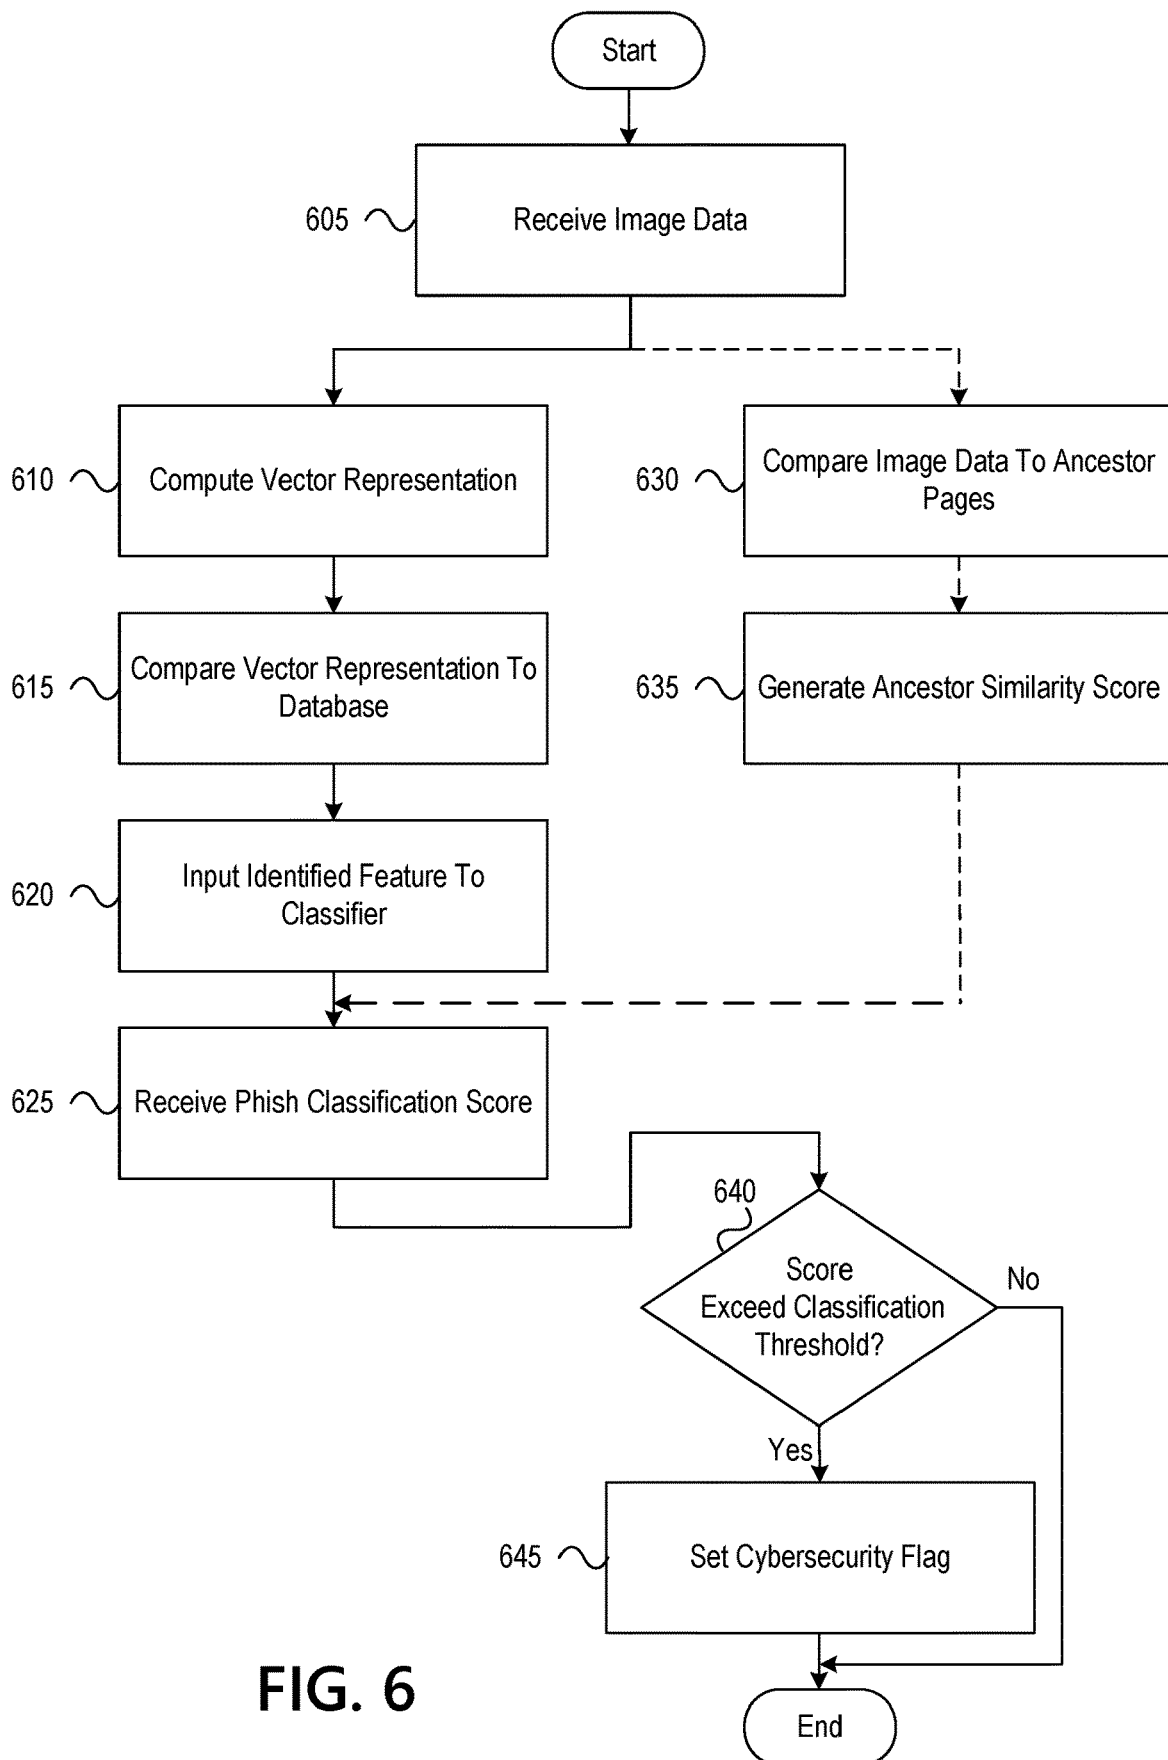 Start
605
Receive Image Data
610
Compute Vector Representation
630
Compare Image Data To Ancestor
Pages
615
Compare Vector Representation To
Database
635
Generate Ancestor Similarity Score
620
Input Identified Feature To
Classifier
625
Receive Phish Classification Score
640
Score
Exceed Classification
Threshold?
No
Yes
645
Set Cybersecurity Flag
FIG. 6
End